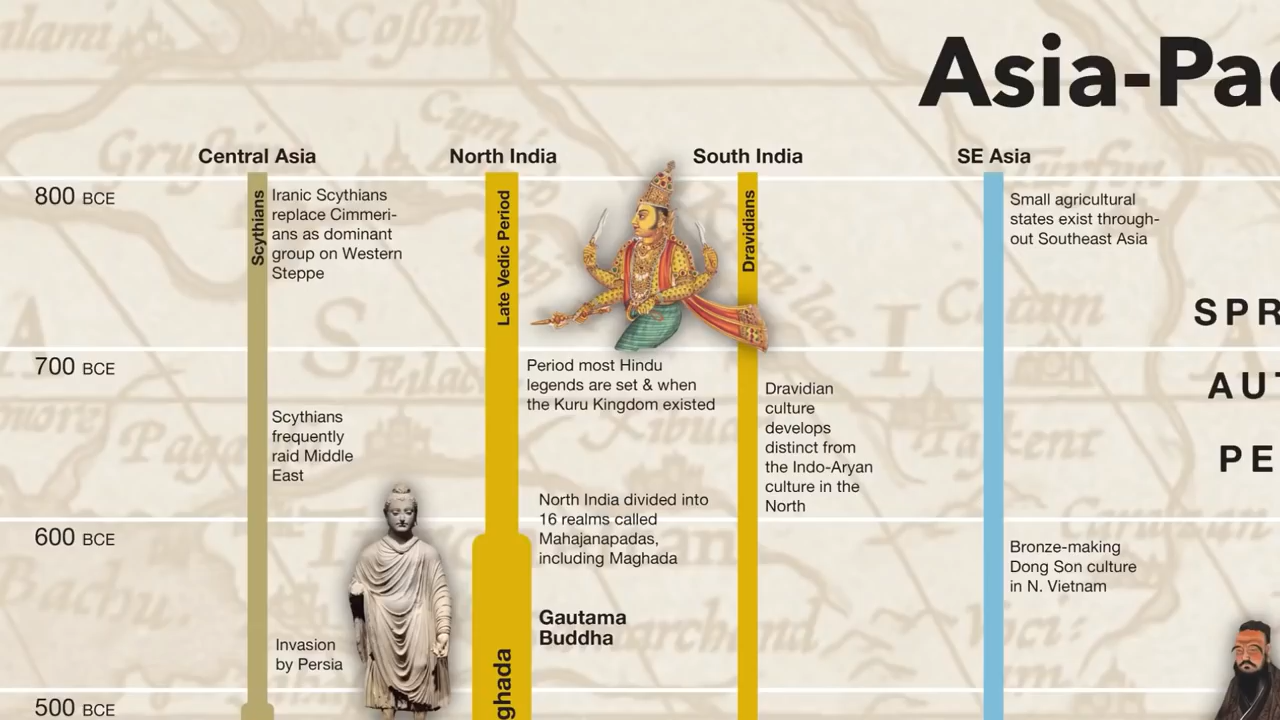 Asia-Pac
Central Asia
North India
South India
SE Asia
800 BCE
Scythians
Iranic Scythians
replace Cimmeri-
ans as dominant
group on Western
Steppe
Late Vedic Period
Dravidians
Small agricultural
states exist through-
out Southeast Asia
SPR
700 BCE
Period most Hindu
legends are set & when
the Kuru Kingdom existed
Dravidian
culture
develops
distinct from
the Indo-Aryan
culture in the
North
AUT
Scythians
frequently
raid Middle
East
PE
North India divided into
16 realms called
Mahajanapadas,
including Maghada
600 BCE
Bronze-making
Dong Son culture
in N. Vietnam
Gautama
Buddha
Invasion
by Persia
ghada
500 BCE